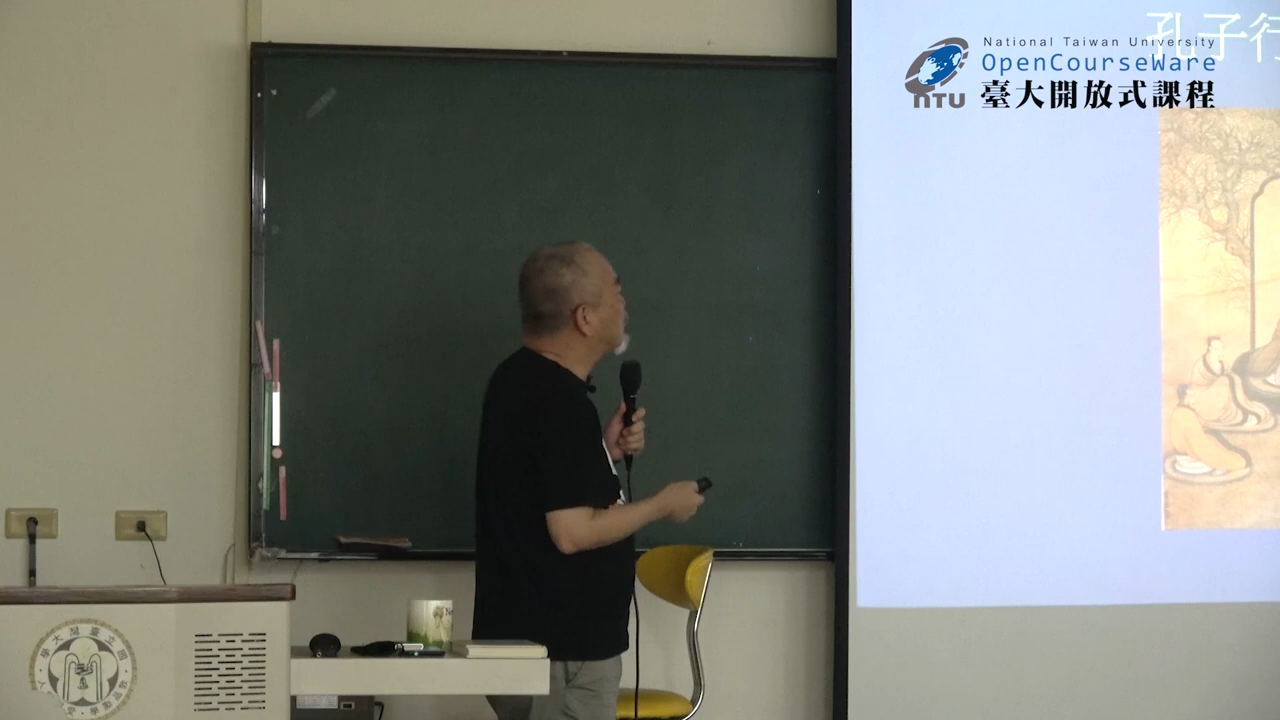 孔子行
National Taiwan University
OpenCourseWare
NTU 臺大開放式課程